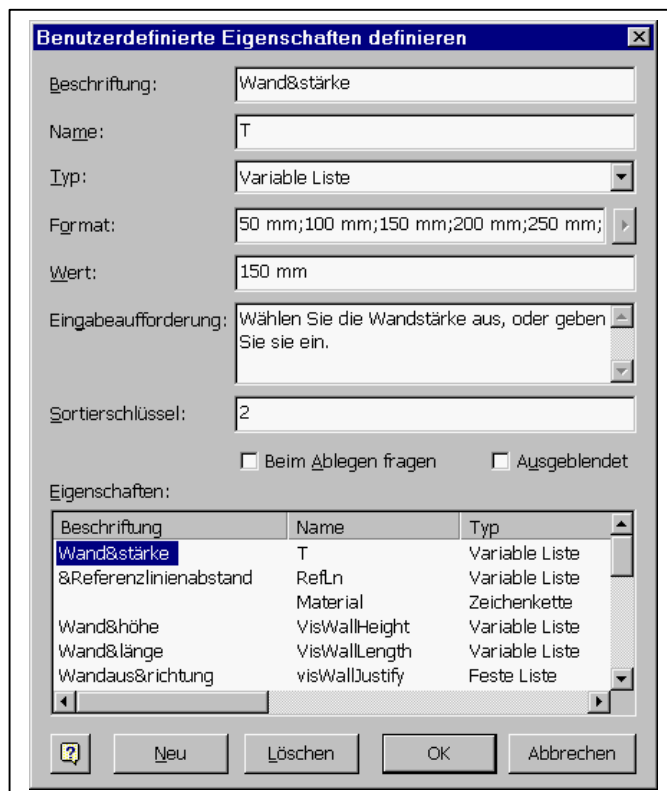 Benutzerdefinierte Eigenschaften definieren
Beschriftung: Wand&stärke
Name: T
Typ: Variable Liste
Format: 50 mm;100 mm;150 mm;200 mm;250 mm;
Wert: 150 mm
Eingabeaufforderung: Wählen Sie die Wandstärke aus, oder geben
Sie sie ein.
Sortierschlüssel: 2
Beim Ablegen fragen Ausgeblendet
Eigenschaften:
Beschriftung Name Typ
Wand&stärke T Variable Liste
&Referenzlinienabstand RefLn Variable Liste
Material Zeichenkette
Wand&höhe VisWallHeight Variable Liste
Wand&länge VisWallLength Variable Liste
Wandaus&richtung visWallJustify Feste Liste
Neu Löschen OK Abbrechen